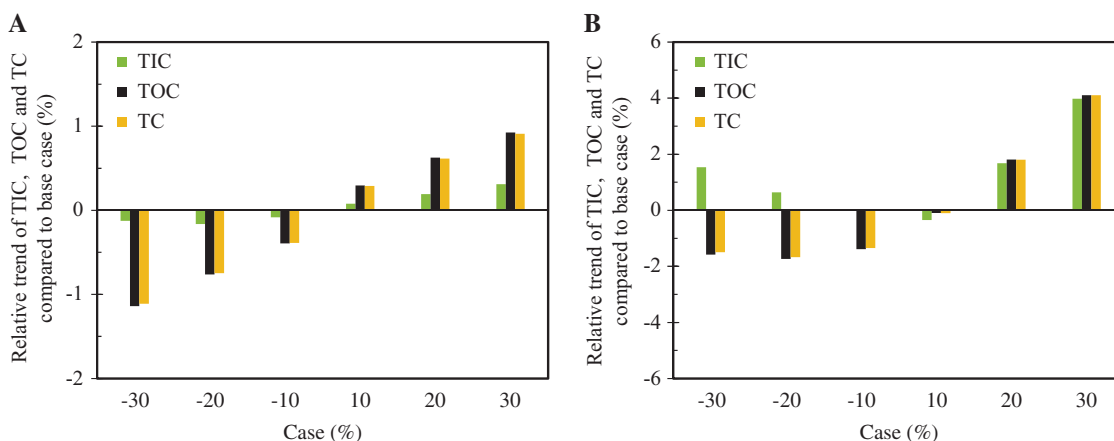 A
Relative trend of TIC, TOC and TC
compared to base case (%)
2
1
0
-1
-2
TIC
TOC
TC
-30 -20 -10 10 20 30
Case (%)
B
Relative trend of TIC, TOC and TC
compared to base case (%)
6
4
2
0
-2
-4
-6
TIC
TOC
TC
-30 -20 -10 10 20 30
Case (%)